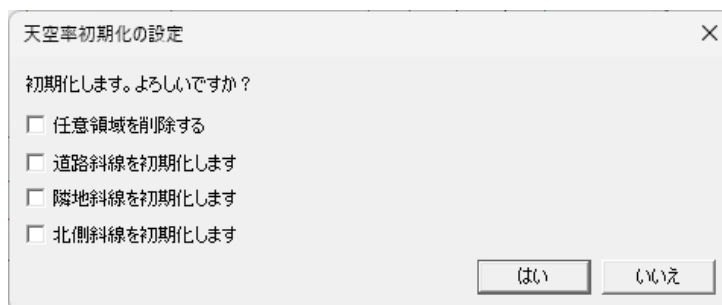 天空率初期化の設定
初期化します。よろしいですか？
任意領域を削除する
道路斜線を初期化します
隣地斜線を初期化します
北側斜線を初期化します
はい
いいえ